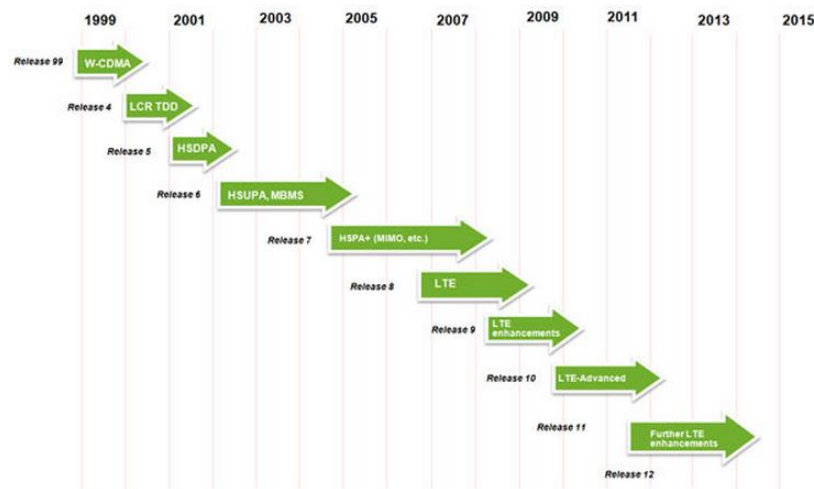 1999 2001 2003 2005 2007 2009 2011 2013 2015
Release 99 W-CDMA
Release 4 LCR TDD
Release 5 HSDPA
Release 6 HSUPA, MBMS
Release 7 HSPA+ (MIMO, etc.)
Release 8 LTE
Release 9 LTE
enhancements
Release 10 LTE-Advanced
Release 11
Further LTE
enhancements
Release 12